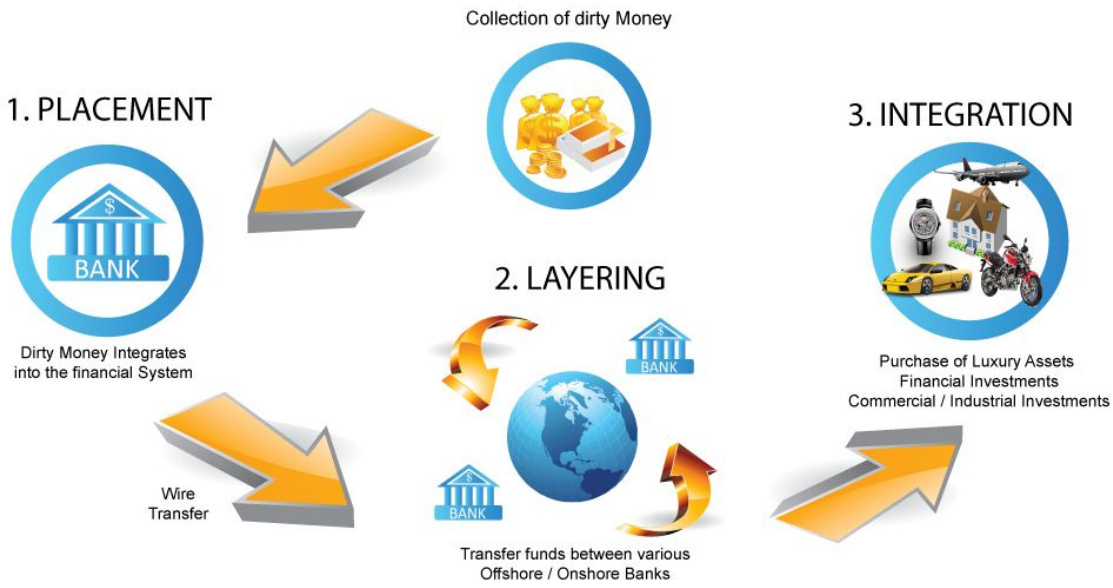 Collection of dirty Money
1. PLACEMENT
$
BANK
Dirty Money Integrates
into the financial System
Wire
Transfer
2. LAYERING
$
BANK
$
BANK
Transfer funds between various
Offshore / Onshore Banks
3. INTEGRATION
Purchase of Luxury Assets
Financial Investments
Commercial / Industrial Investments